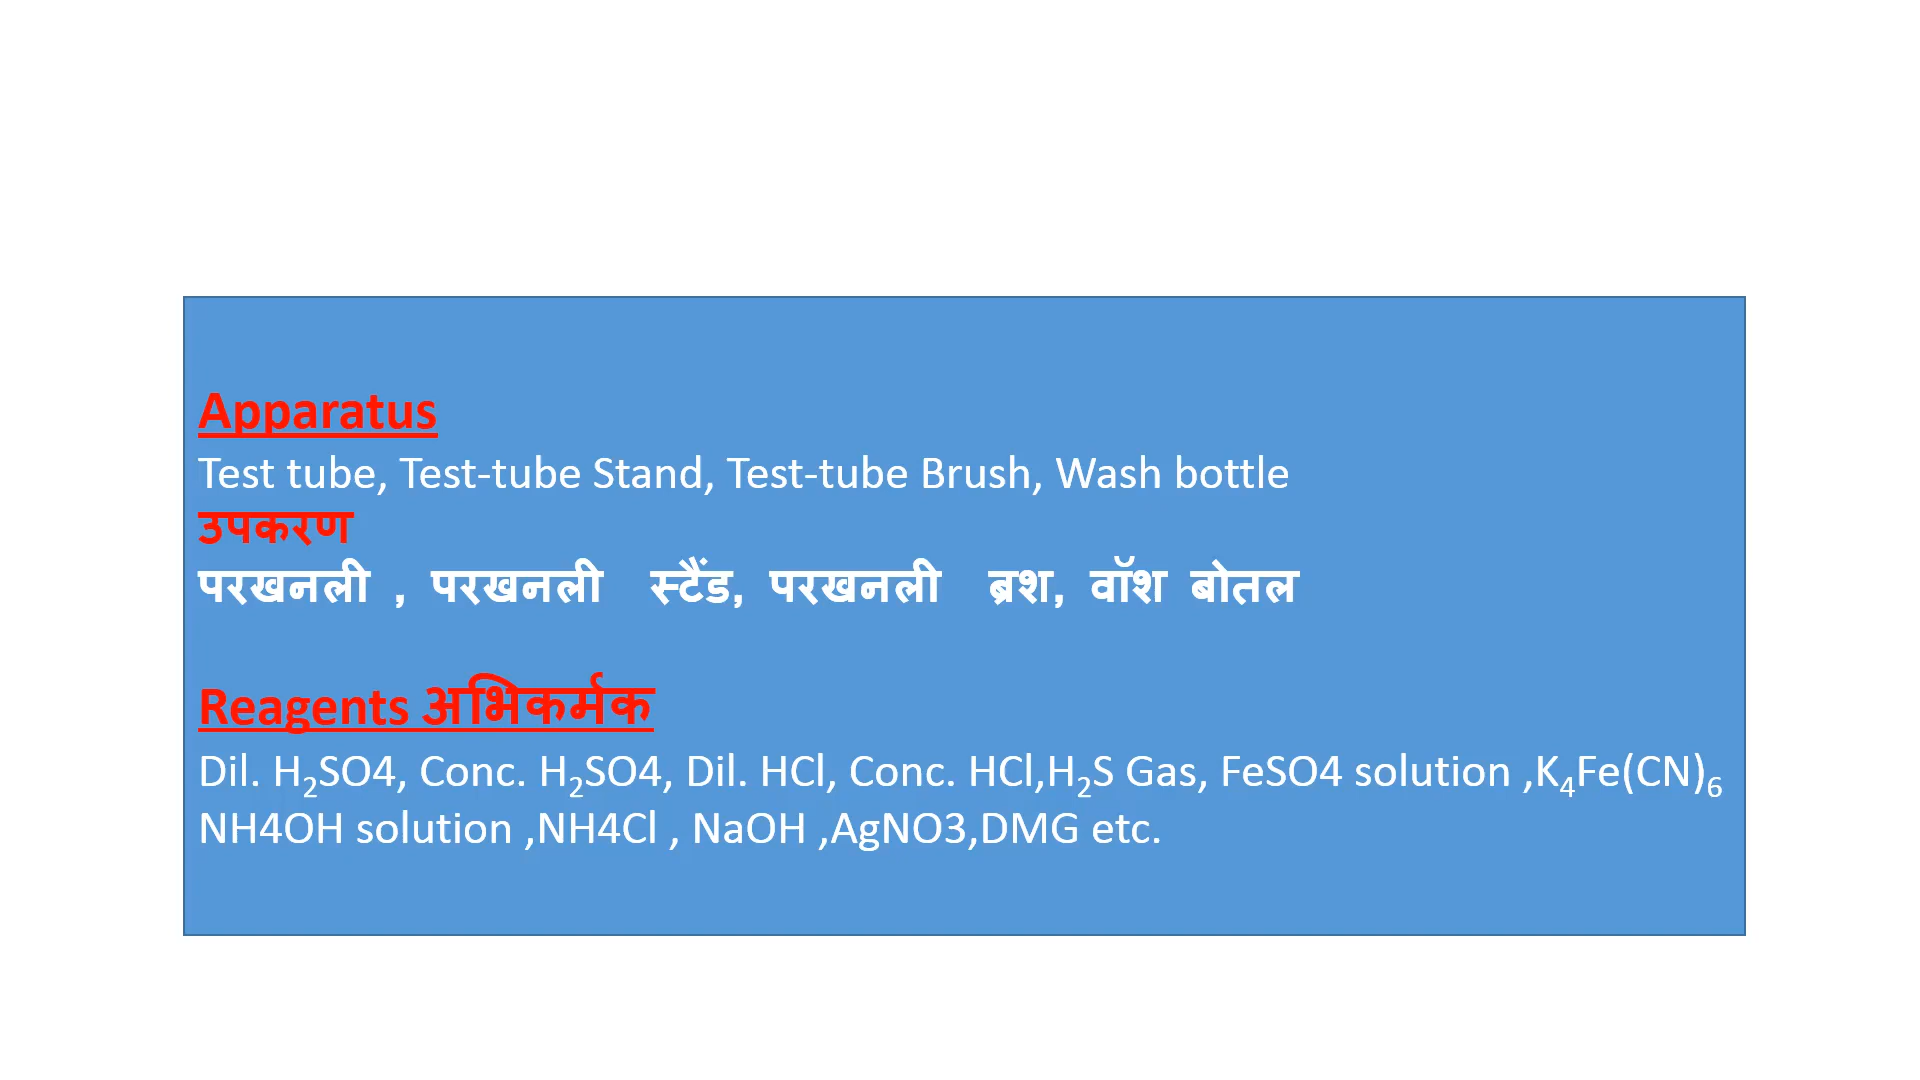 Apparatus
Test tube, Test-tube Stand, Test-tube Brush, Wash bottle
उपकरण
परखनली , परखनली स्टैंड, परखनली ब्रश, वॉश बोतल
Reagents अभिकर्मक
Dil. H₂SO4, Conc. H₂SO4, Dil. HCl, Conc. HCl,H₂S Gas, FeSO4 solution ,K₄Fe(CN)₆
NH4OH solution ,NH4Cl , NaOH ,AgNO3,DMG etc.